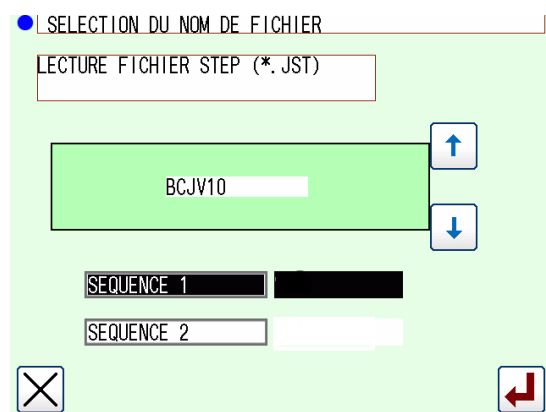 SELECTION DU NOM DE FICHIER
LECTURE FICHIER STEP (*.JST)
BCJV10
SEQUENCE 1
SEQUENCE 2